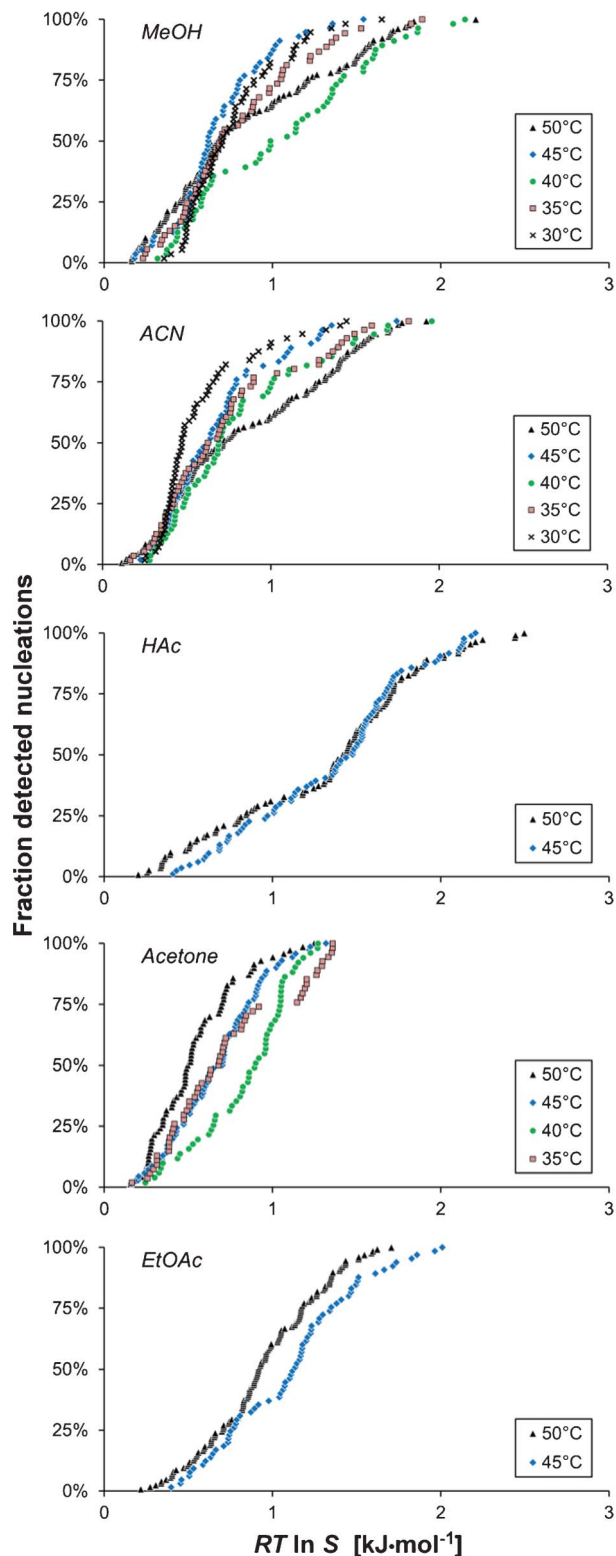 Fraction detected nucleations
MeOH
100%
75%
50%
25%
0%
0 1 2 3
50°C
45°C
40°C
35°C
30°C
ACN
100%
75%
50%
25%
0%
0 1 2 3
50°C
45°C
40°C
35°C
30°C
HAc
100%
75%
50%
25%
0%
0 1 2 3
50°C
45°C
Acetone
100%
75%
50%
25%
0%
0 1 2 3
50°C
45°C
40°C
35°C
EtOAc
100%
75%
50%
25%
0%
0 1 2 3
50°C
45°C
RT ln S [kJ·mol⁻¹]